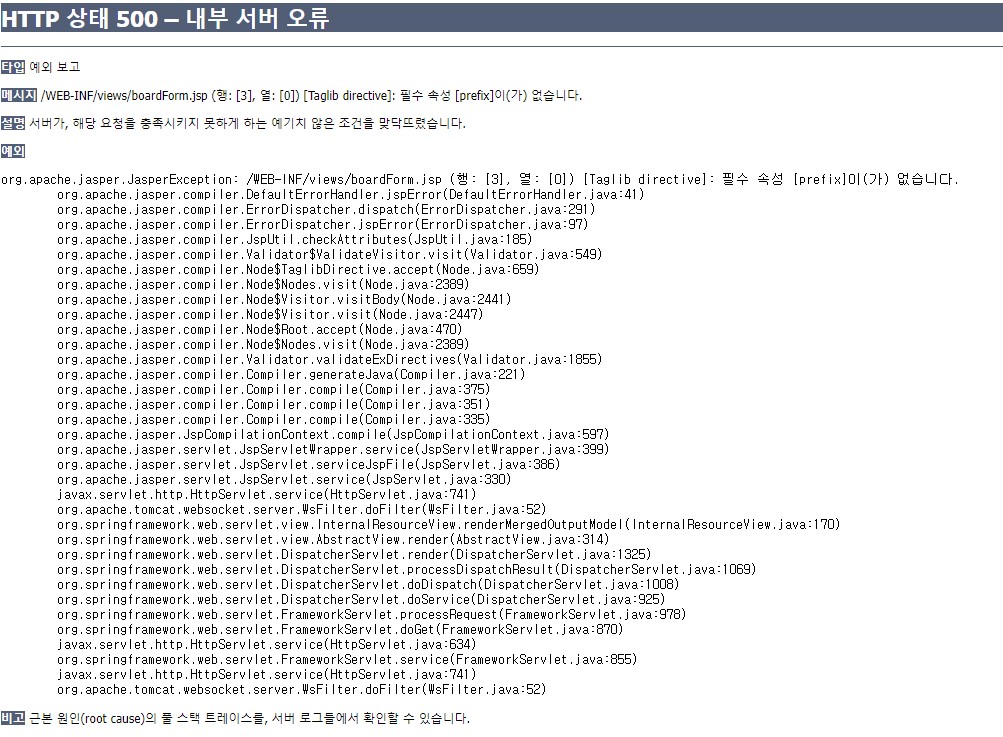 HTTP 상태 500 – 내부 서버 오류
타입 예외 보고
메시지 /WEB-INF/views/boardForm.jsp (행: [3], 열: [0]) [Taglib directive]: 필수 속성 [prefix]이(가) 없습니다.
설명 서버가, 해당 요청을 충족시키지 못하게 하는 예기치 않은 조건을 맞닥뜨렸습니다.
예외
org.apache.jasper.JasperException: /WEB-INF/views/boardForm.jsp (행: [3], 열: [0]) [Taglib directive]: 필수 속성 [prefix]이(가) 없습니다.
org.apache.jasper.compiler.DefaultErrorHandler.jspError(DefaultErrorHandler.java:41)
org.apache.jasper.compiler.ErrorDispatcher.dispatch(ErrorDispatcher.java:291)
org.apache.jasper.compiler.ErrorDispatcher.jspError(ErrorDispatcher.java:97)
org.apache.jasper.compiler.JspUtil.checkAttributes(JspUtil.java:185)
org.apache.jasper.compiler.Validator$ValidateVisitor.visit(Validator.java:549)
org.apache.jasper.compiler.Node$TaglibDirective.accept(Node.java:659)
org.apache.jasper.compiler.Node$Nodes.visit(Node.java:2389)
org.apache.jasper.compiler.Node$Visitor.visitBody(Node.java:2441)
org.apache.jasper.compiler.Node$Visitor.visit(Node.java:2447)
org.apache.jasper.compiler.Node$Root.accept(Node.java:470)
org.apache.jasper.compiler.Node$Nodes.visit(Node.java:2389)
org.apache.jasper.compiler.Validator.validateExDirectives(Validator.java:1855)
org.apache.jasper.compiler.Compiler.generateJava(Compiler.java:221)
org.apache.jasper.compiler.Compiler.compile(Compiler.java:375)
org.apache.jasper.compiler.Compiler.compile(Compiler.java:351)
org.apache.jasper.compiler.Compiler.compile(Compiler.java:335)
org.apache.jasper.JspCompilationContext.compile(JspCompilationContext.java:597)
org.apache.jasper.servlet.JspServletWrapper.service(JspServletWrapper.java:399)
org.apache.jasper.servlet.JspServlet.serviceJspFile(JspServlet.java:386)
org.apache.jasper.servlet.JspServlet.service(JspServlet.java:330)
javax.servlet.http.HttpServlet.service(HttpServlet.java:741)
org.apache.tomcat.websocket.server.WsFilter.doFilter(WsFilter.java:52)
org.springframework.web.servlet.view.InternalResourceView.renderMergedOutputModel(InternalResourceView.java:170)
org.springframework.web.servlet.view.AbstractView.render(AbstractView.java:314)
org.springframework.web.servlet.DispatcherServlet.render(DispatcherServlet.java:1325)
org.springframework.web.servlet.DispatcherServlet.processDispatchResult(DispatcherServlet.java:1069)
org.springframework.web.servlet.DispatcherServlet.doDispatch(DispatcherServlet.java:1008)
org.springframework.web.servlet.DispatcherServlet.doService(DispatcherServlet.java:925)
org.springframework.web.servlet.FrameworkServlet.processRequest(FrameworkServlet.java:978)
org.springframework.web.servlet.FrameworkServlet.doGet(FrameworkServlet.java:870)
javax.servlet.http.HttpServlet.service(HttpServlet.java:634)
org.springframework.web.servlet.FrameworkServlet.service(FrameworkServlet.java:855)
javax.servlet.http.HttpServlet.service(HttpServlet.java:741)
org.apache.tomcat.websocket.server.WsFilter.doFilter(WsFilter.java:52)
비고 근본 원인(root cause)의 풀 스택 트레이스를, 서버 로그들에서 확인할 수 있습니다.